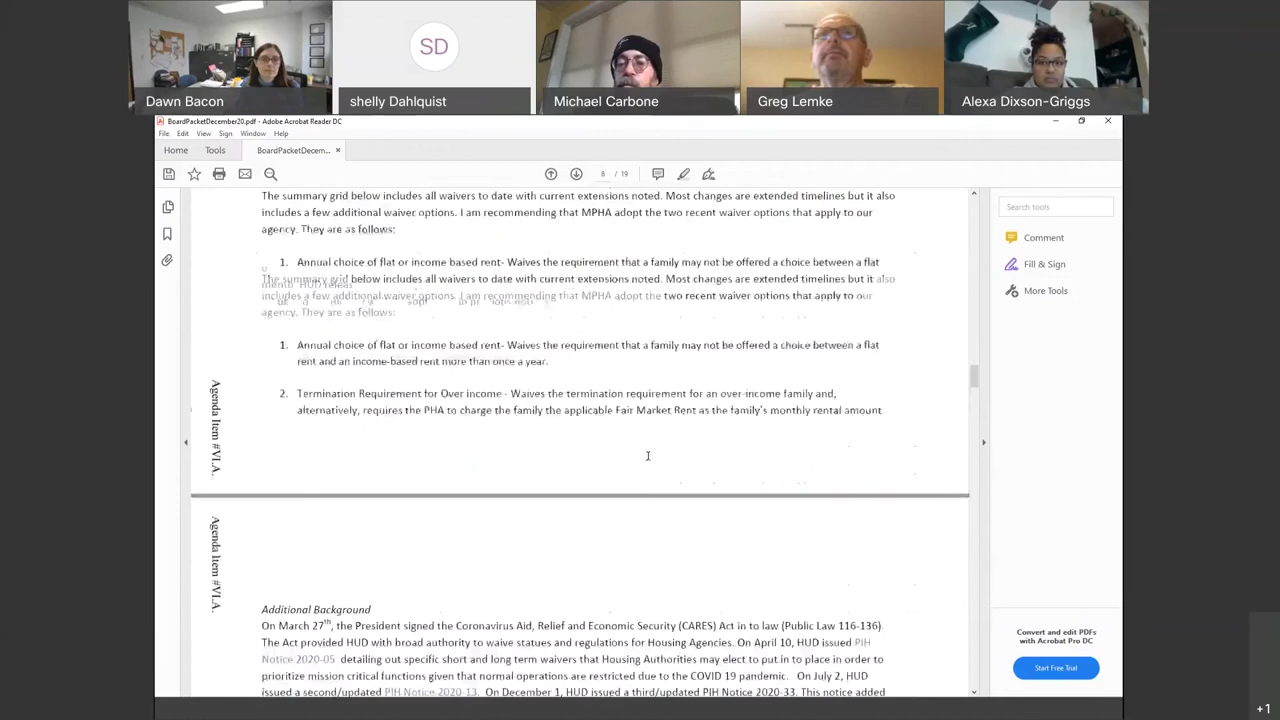 SD
Dawn Bacon
shelly Dahlquist
Michael Carbone
Greg Lemke
Alexa Dixson-Griggs
BoardPacketDecember20.pdf - Adobe Acrobat Reader DC
File Edit View Sign Window Help
Home Tools BoardPacketDecem... ×
8 / 19
Search tools
Comment
Fill & Sign
More Tools
The summary grid below includes all waivers to date with current extensions noted. Most changes are extended timelines but it also
includes a few additional waiver options. I am recommending that MPHA adopt the two recent waiver options that apply to our
agency. They are as follows:
1. Annual choice of flat or income based rent- Waives the requirement that a family may not be offered a choice between a flat
The summary grid below includes all waivers to date with current extensions noted. Most changes are extended timelines but it also
includes a few additional waiver options. I am recommending that MPHA adopt the two recent waiver options that apply to our
agency. They are as follows:
1. Annual choice of flat or income based rent- Waives the requirement that a family may not be offered a choice between a flat
rent and an income-based rent more than once a year.
2. Termination Requirement for Over income - Waives the termination requirement for an over-income family and,
alternatively, requires the PHA to charge the family the applicable Fair Market Rent as the family's monthly rental amount
Agenda Item #VI.A.
Agenda Item #VI.A.
Additional Background
On March 27th, the President signed the Coronavirus Aid, Relief and Economic Security (CARES) Act in to law (Public Law 116-136).
The Act provided HUD with broad authority to waive statues and regulations for Housing Agencies. On April 10, HUD issued PIH
Notice 2020-05 detailing out specific short and long term waivers that Housing Authorities may elect to put in to place in order to
prioritize mission critical functions given that normal operations are restricted due to the COVID 19 pandemic. On July 2, HUD
issued a second/updated PIH Notice 2020-13. On December 1, HUD issued a third/updated PIH Notice 2020-33. This notice added
Convert and edit PDFs
with Acrobat Pro DC
Start Free Trial
+1